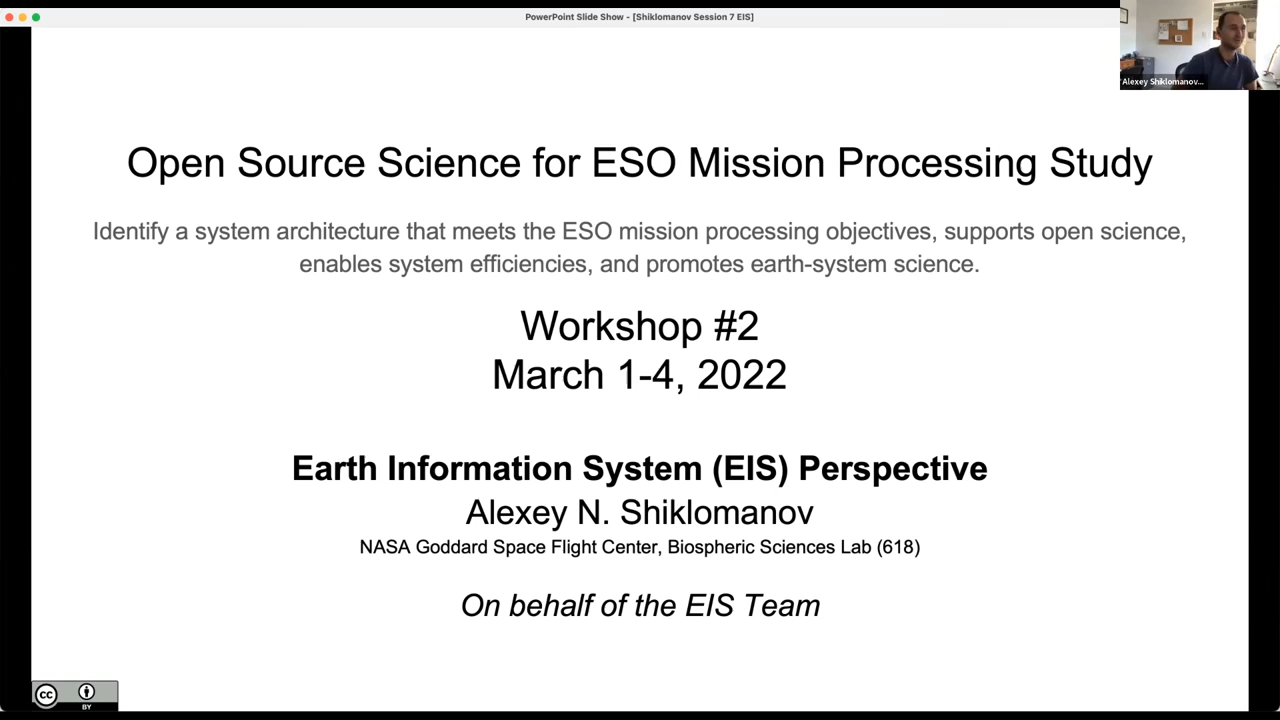 PowerPoint Slide Show - [Shiklomanov Session 7 EIS]
Alexey Shiklomanov...
Open Source Science for ESO Mission Processing Study
Identify a system architecture that meets the ESO mission processing objectives, supports open science,
enables system efficiencies, and promotes earth-system science.
Workshop #2
March 1-4, 2022
Earth Information System (EIS) Perspective
Alexey N. Shiklomanov
NASA Goddard Space Flight Center, Biospheric Sciences Lab (618)
On behalf of the EIS Team
cc
BY